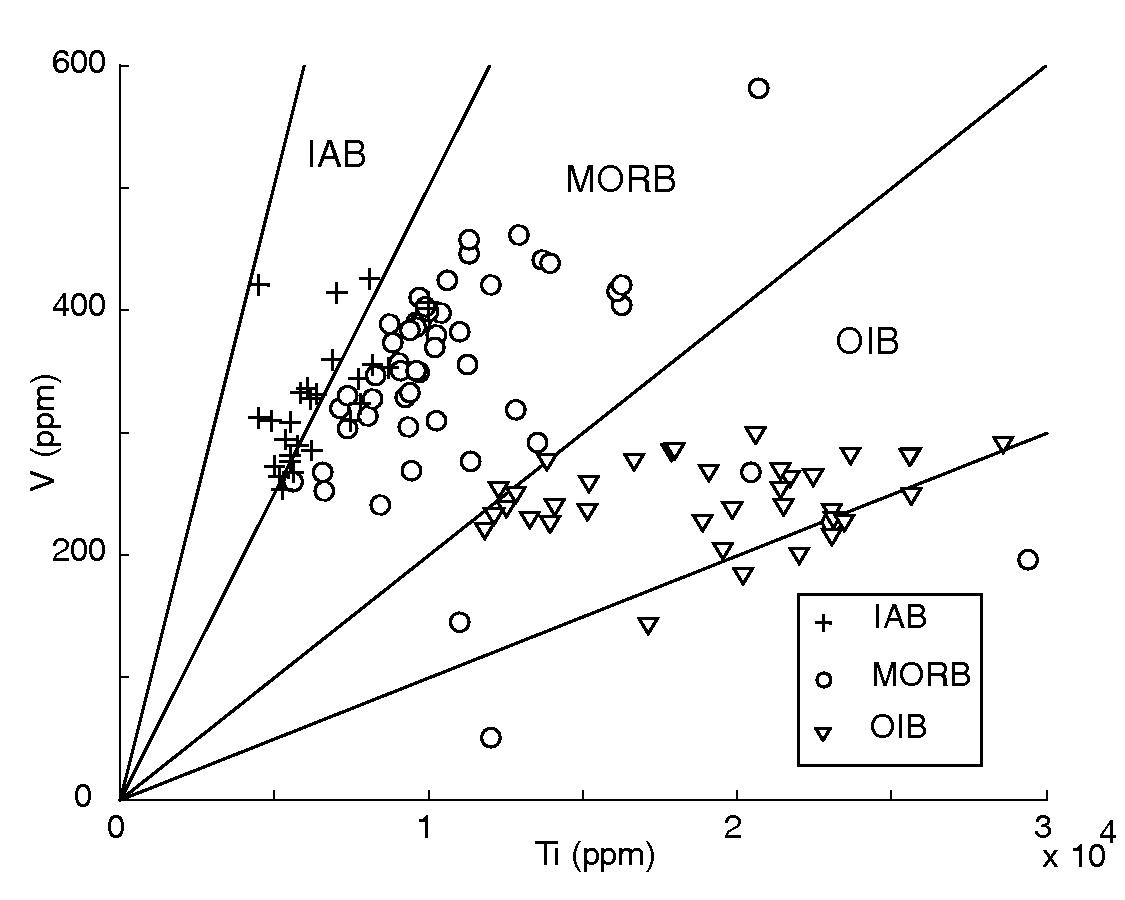 600
IAB
MORB
OIB
400
V (ppm)
200
IAB
MORB
OIB
0
0 1 2 3
Ti (ppm)
x 10 4